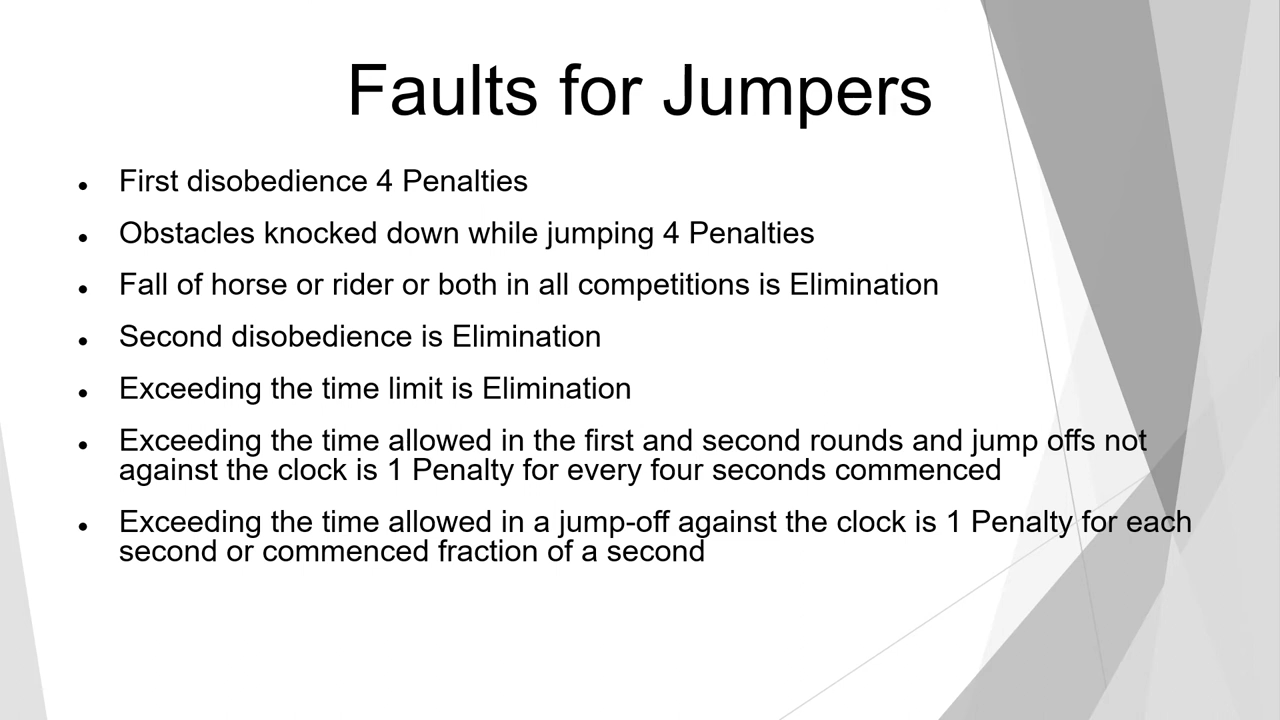 Faults for Jumpers
• First disobedience 4 Penalties
• Obstacles knocked down while jumping 4 Penalties
• Fall of horse or rider or both in all competitions is Elimination
• Second disobedience is Elimination
• Exceeding the time limit is Elimination
• Exceeding the time allowed in the first and second rounds and jump offs not
against the clock is 1 Penalty for every four seconds commenced
• Exceeding the time allowed in a jump-off against the clock is 1 Penalty for each
second or commenced fraction of a second